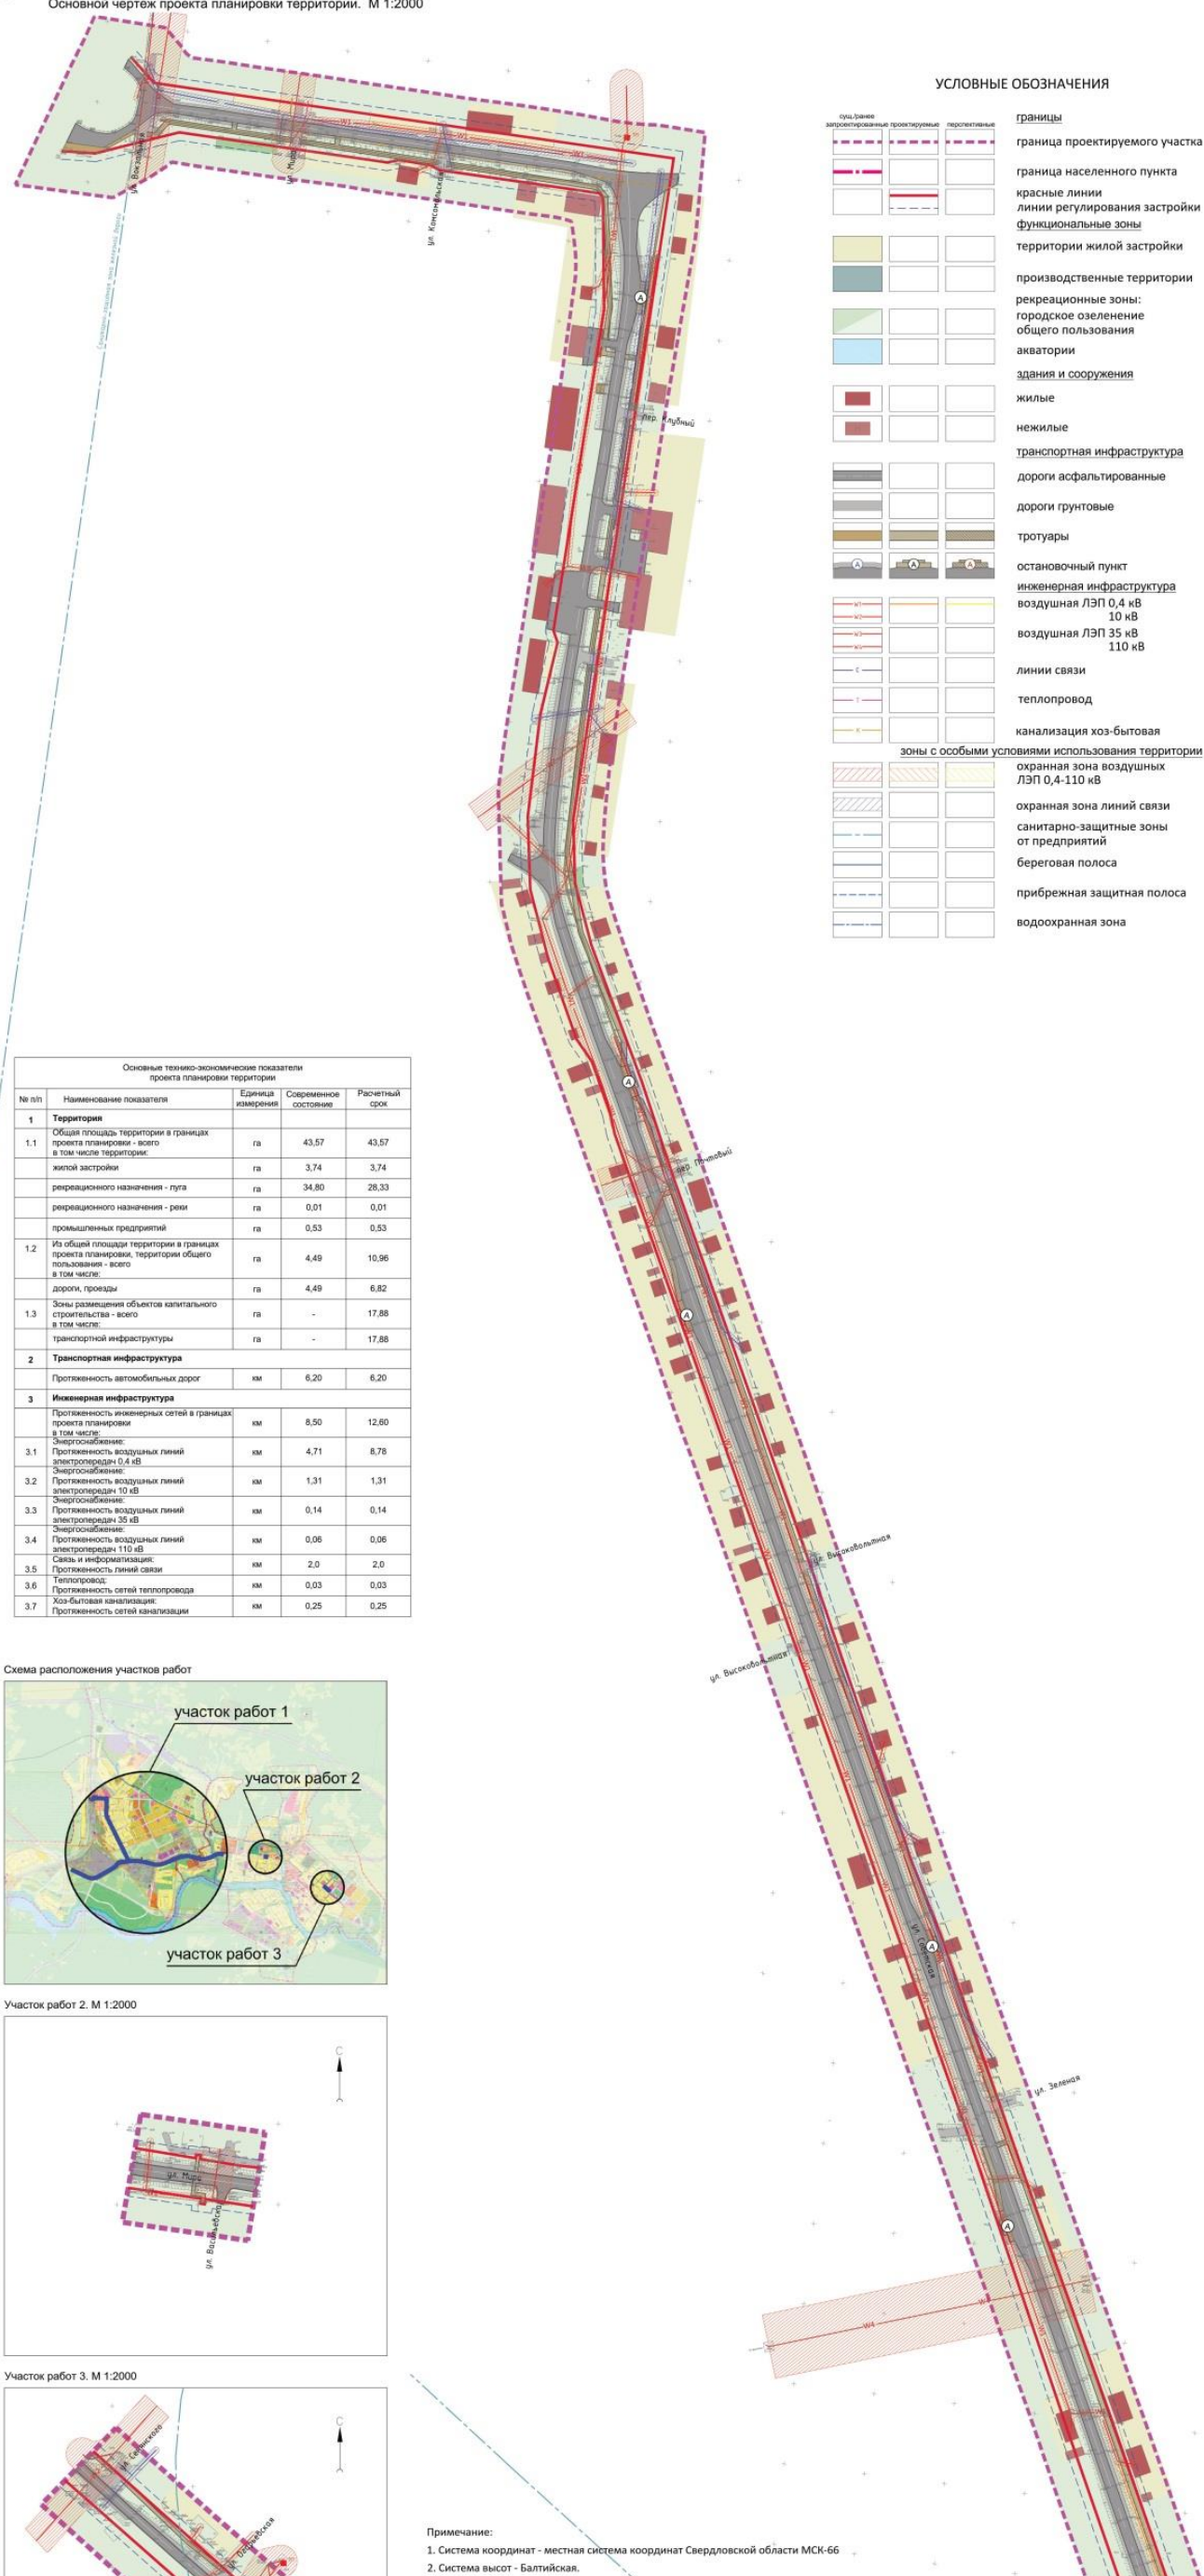 Основной чертеж проекта планировки территории. М 1:2000
УСЛОВНЫЕ ОБОЗНАЧЕНИЯ
сущ./ранее
запроектированные проектируемые перспективные
границы
граница проектируемого участка
граница населенного пункта
красные линии
линии регулирования застройки
функциональные зоны
территории жилой застройки
производственные территории
рекреационные зоны:
городское озеленение
общего пользования
акватории
здания и сооружения
жилые
нежилые
транспортная инфраструктура
дороги асфальтированные
дороги грунтовые
тротуары
А А А остановочный пункт
инженерная инфраструктура
W1 воздушная ЛЭП 0,4 кВ
W2 10 кВ
W3 воздушная ЛЭП 35 кВ
W4 110 кВ
линии связи
Т теплопровод
К канализация хоз-бытовая
зоны с особыми условиями использования территории
охранная зона воздушных
ЛЭП 0,4-110 кВ
охранная зона линий связи
санитарно-защитные зоны
от предприятий
береговая полоса
прибрежная защитная полоса
водоохранная зона
ул. Вокзальная
ул. Мира
ул. Комсомольская
Санитарно-защитная зона железной дороги
А
пер. Клубный
А
пер. Почтовый
А
ул. Высоковольтная
ул. Высоковольтная
А
ул. Зеленая
А
W4
Основные технико-экономические показатели
проекта планировки территории
№ п/п Наименование показателя Единица измерения Современное состояние Расчетный срок
1 Территория
1.1 Общая площадь территории в границах
проекта планировки - всего га 43,57 43,57
в том числе территории:
жилой застройки га 3,74 3,74
рекреационного назначения - луга га 34,80 28,33
рекреационного назначения - реки га 0,01 0,01
промышленных предприятий га 0,53 0,53
1.2 Из общей площади территории в границах
проекта планировки, территории общего
пользования - всего га 4,49 10,96
в том числе:
дороги, проезды га 4,49 6,82
1.3 Зоны размещения объектов капитального
строительства - всего га - 17,88
в том числе:
транспортной инфраструктуры га - 17,88
2 Транспортная инфраструктура
Протяженность автомобильных дорог км 6,20 6,20
3 Инженерная инфраструктура
Протяженность инженерных сетей в границах
проекта планировки км 8,50 12,60
в том числе:
Энергоснабжение:
3.1 Протяженность воздушных линий км 4,71 8,78
электропередач 0,4 кВ
Энергоснабжение:
3.2 Протяженность воздушных линий км 1,31 1,31
электропередач 10 кВ
Энергоснабжение:
3.3 Протяженность воздушных линий км 0,14 0,14
электропередач 35 кВ
Энергоснабжение:
3.4 Протяженность воздушных линий км 0,06 0,06
электропередач 110 кВ
Связь и информатизация:
3.5 Протяженность линий связи км 2,0 2,0
Теплопровод:
3.6 Протяженность сетей теплопровода км 0,03 0,03
Хоз-бытовая канализация:
3.7 Протяженность сетей канализации км 0,25 0,25
Схема расположения участков работ
участок работ 1
участок работ 2
участок работ 3
Участок работ 2. М 1:2000
С
ул. Мира
Участок работ 3. М 1:2000
С
Примечание:
1. Система координат - местная система координат Свердловской области МСК-66
2. Система высот - Балтийская.